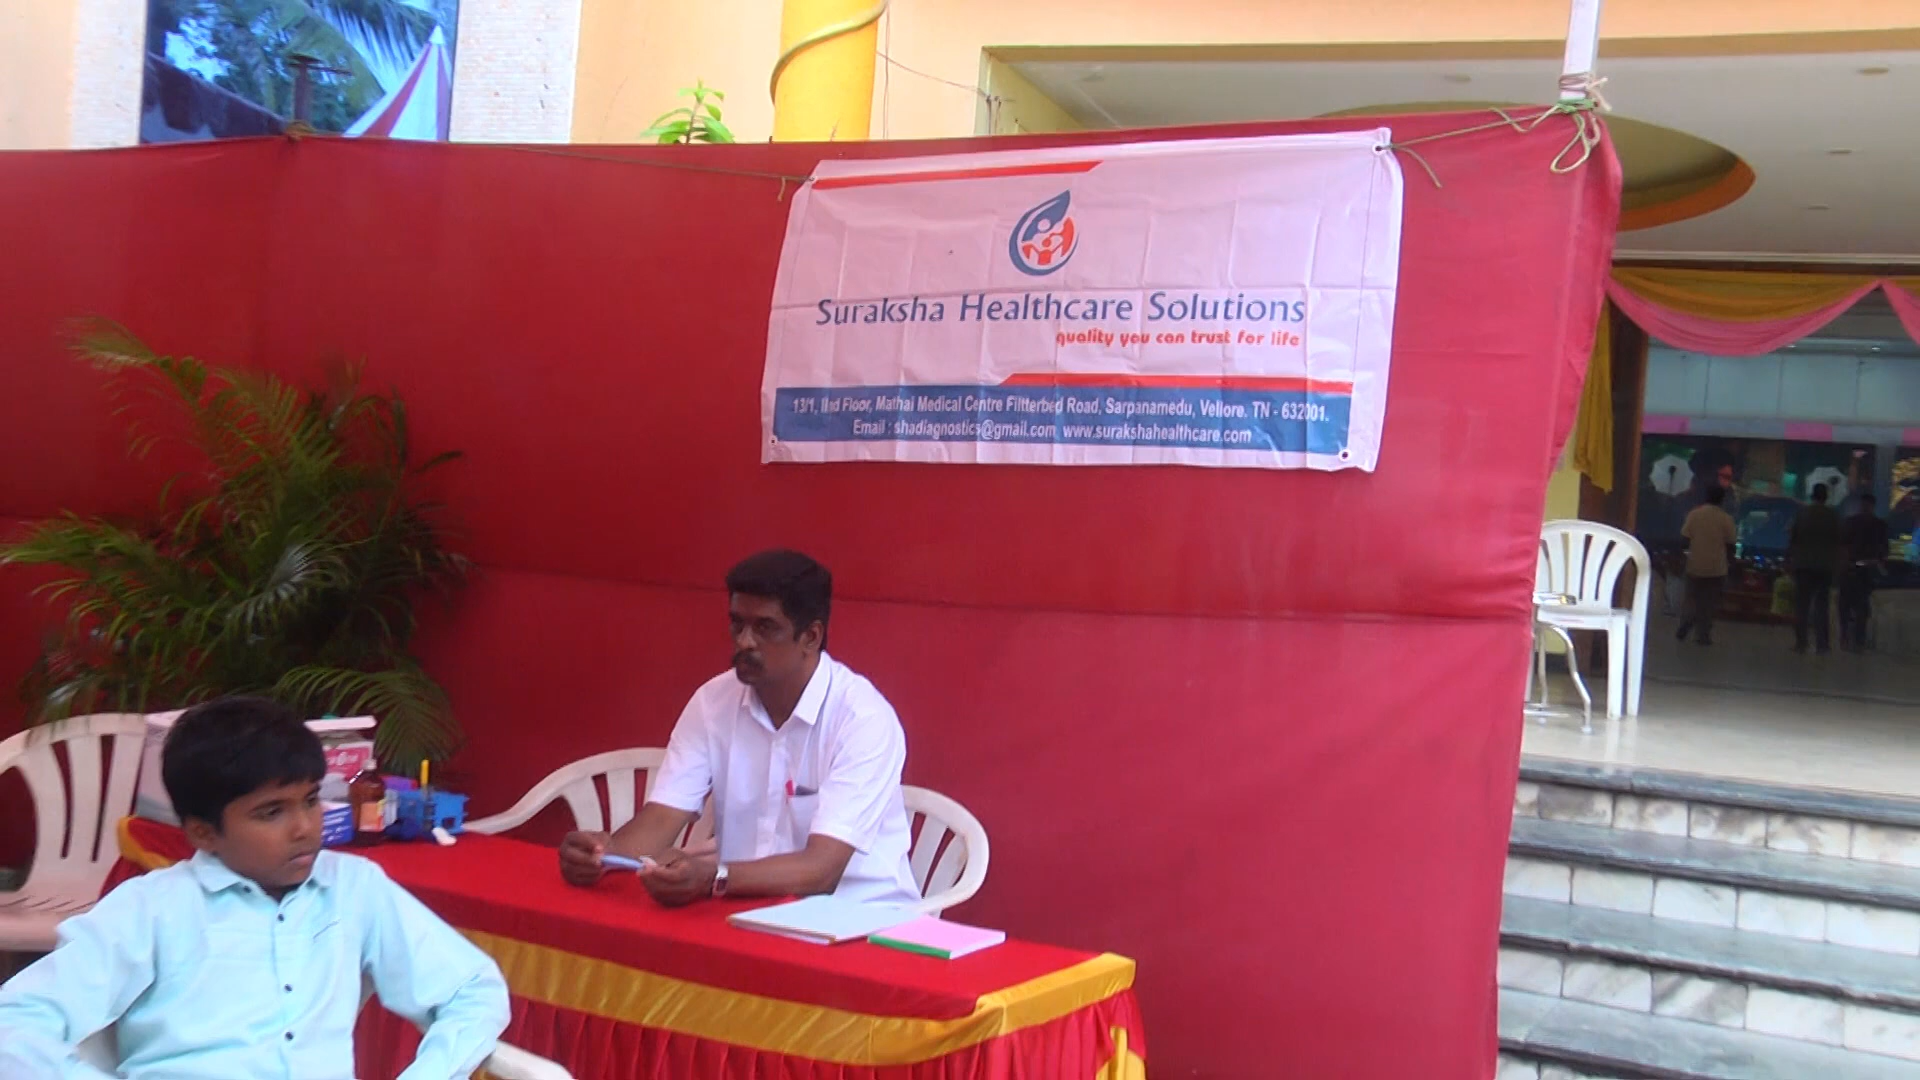 Suraksha Healthcare Solutions
quality you can trust for life
13/1, IInd Floor, Mathai Medical Centre Filtterbed Road, Sarpanamedu, Vellore. TN - 632001.
Email : shadiagnostics@gmail.com www.surakshahealthcare.com